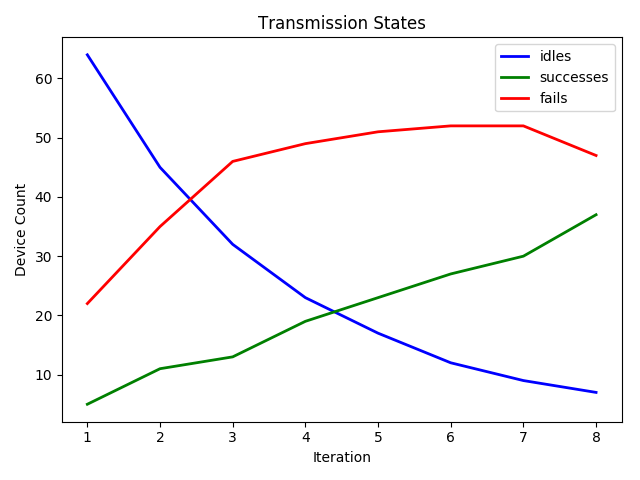 Transmission States
idles
successes
fails
Device Count
60
50
40
30
20
10
1 2 3 4 5 6 7 8
Iteration